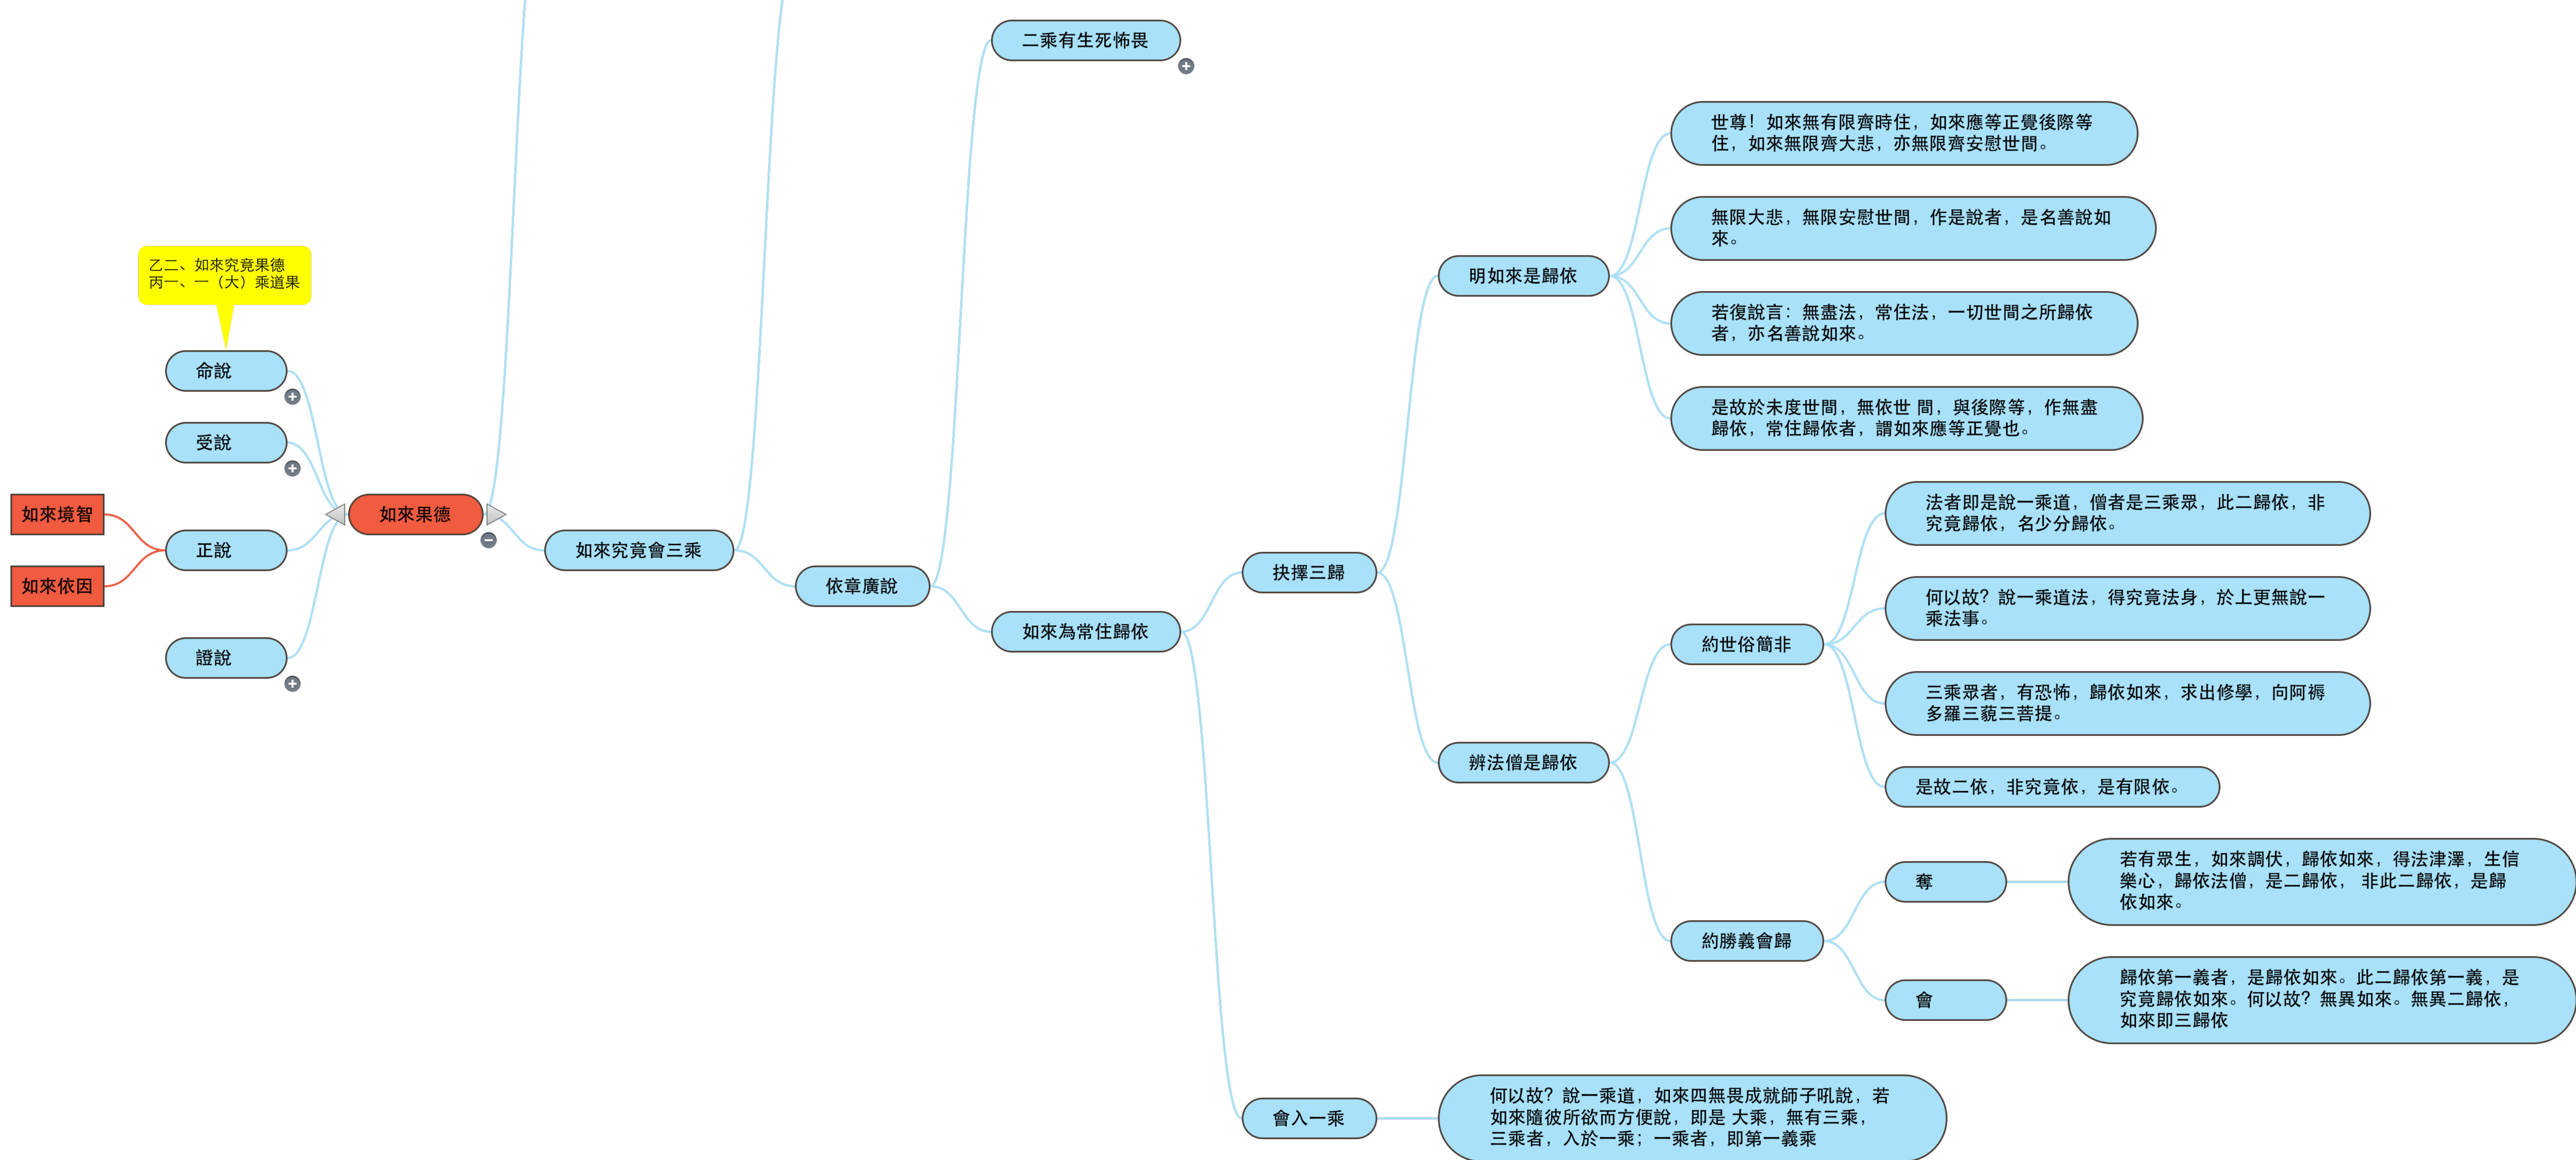 乙二、如來究竟果德
丙一、一（大）乘道果
命說
受說
正說
證說
如來境智
如來依因
如來果德
如來究竟會三乘
依章廣說
二乘有生死怖畏
如來為常住歸依
抉擇三歸
明如來是歸依
世尊！如來無有限齊時住，如來應等正覺後際等
住，如來無限齊大悲，亦無限齊安慰世間。
無限大悲，無限安慰世間，作是說者，是名善說如
來。
若復說言：無盡法，常住法，一切世間之所歸依
者，亦名善說如來。
是故於未度世間，無依世 間，與後際等，作無盡
歸依，常住歸依者，謂如來應等正覺也。
辨法僧是歸依
約世俗簡非
法者即是說一乘道，僧者是三乘眾，此二歸依，非
究竟歸依，名少分歸依。
何以故？說一乘道法，得究竟法身，於上更無說一
乘法事。
三乘眾者，有恐怖，歸依如來，求出修學，向阿褥
多羅三藐三菩提。
是故二依，非究竟依，是有限依。
約勝義會歸
奪
若有眾生，如來調伏，歸依如來，得法津澤，生信
樂心，歸依法僧，是二歸依， 非此二歸依，是歸
依如來。
會
歸依第一義者，是歸依如來。此二歸依第一義，是
究竟歸依如來。何以故？無異如來。無異二歸依，
如來即三歸依
會入一乘
何以故？說一乘道，如來四無畏成就師子吼說，若
如來隨彼所欲而方便說，即是 大乘，無有三乘，
三乘者，入於一乘；一乘者，即第一義乘